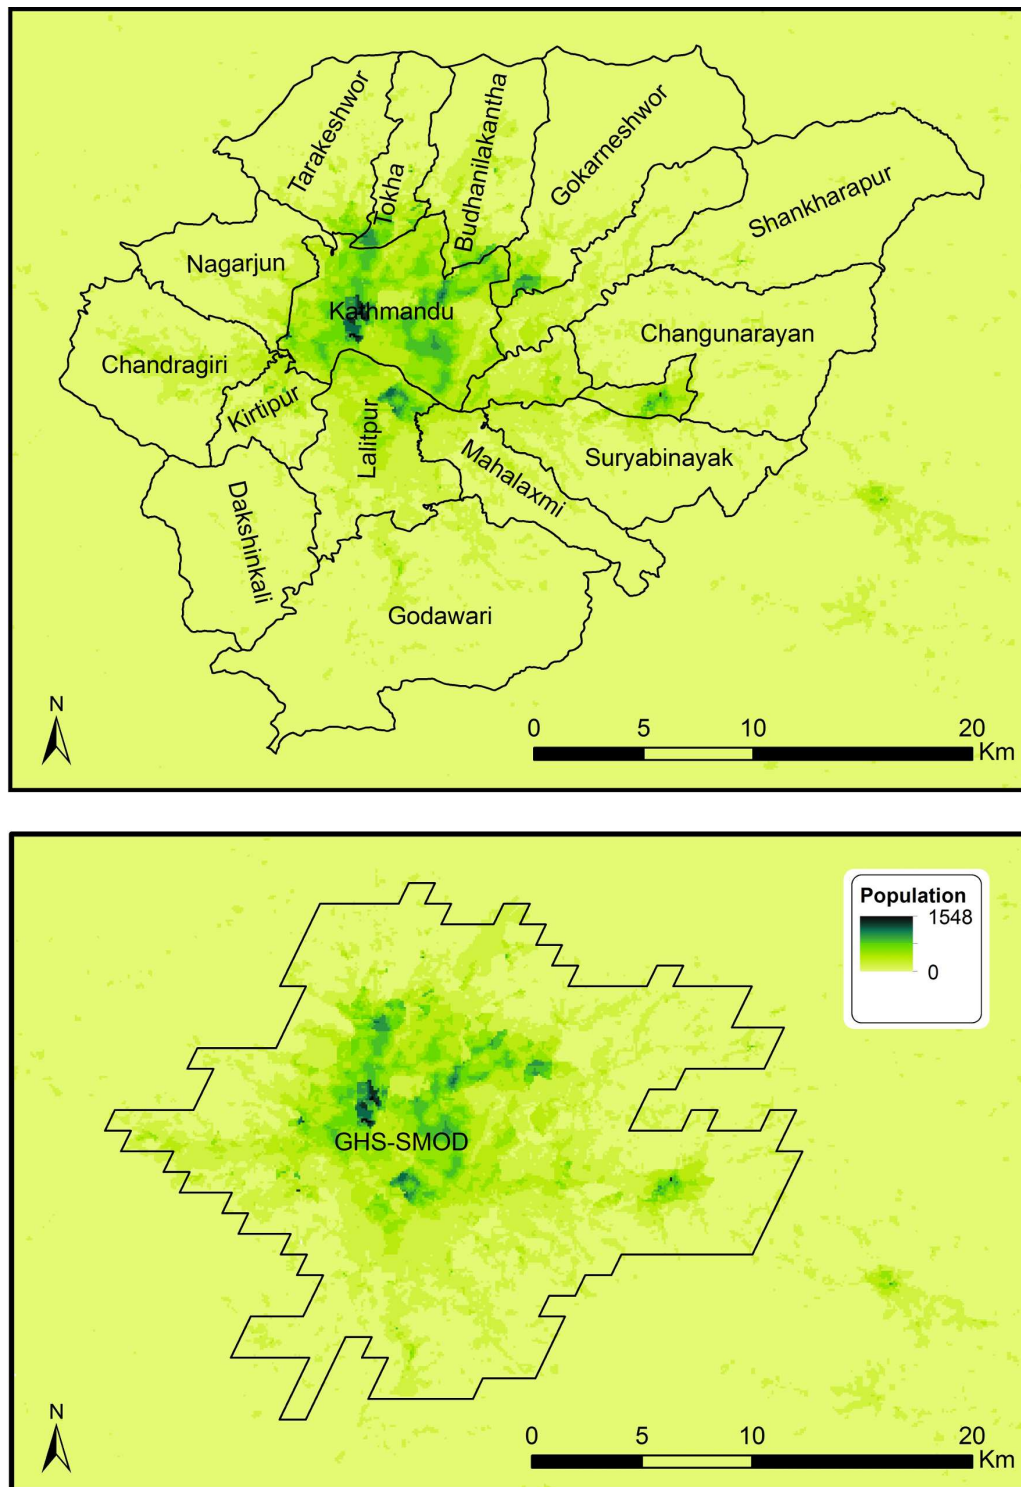 Tarakeshwor
Tokha
Budhanilakantha
Gokarneshwor
Shankharapur
Nagarjun
Kathmandu
Changunarayan
Chandragiri
Kirtipur
Lalitpur
Mahalaxmi
Suryabinayak
Dakshinkali
Godawari
N
0 5 10 20
Km
Population
1548
0
GHS-SMOD
N
0 5 10 20
Km